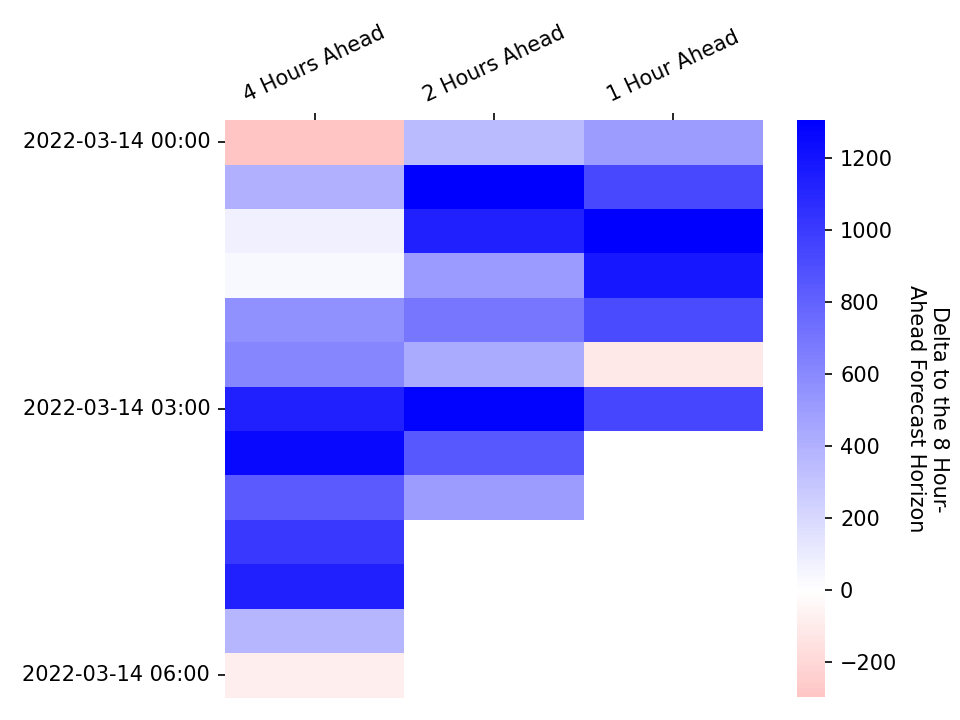 4 Hours Ahead
2 Hours Ahead
1 Hour Ahead
2022-03-14 00:00
2022-03-14 03:00
2022-03-14 06:00
1200
1000
800
600
400
200
0
−200
Delta to the 8 Hour-
Ahead Forecast Horizon